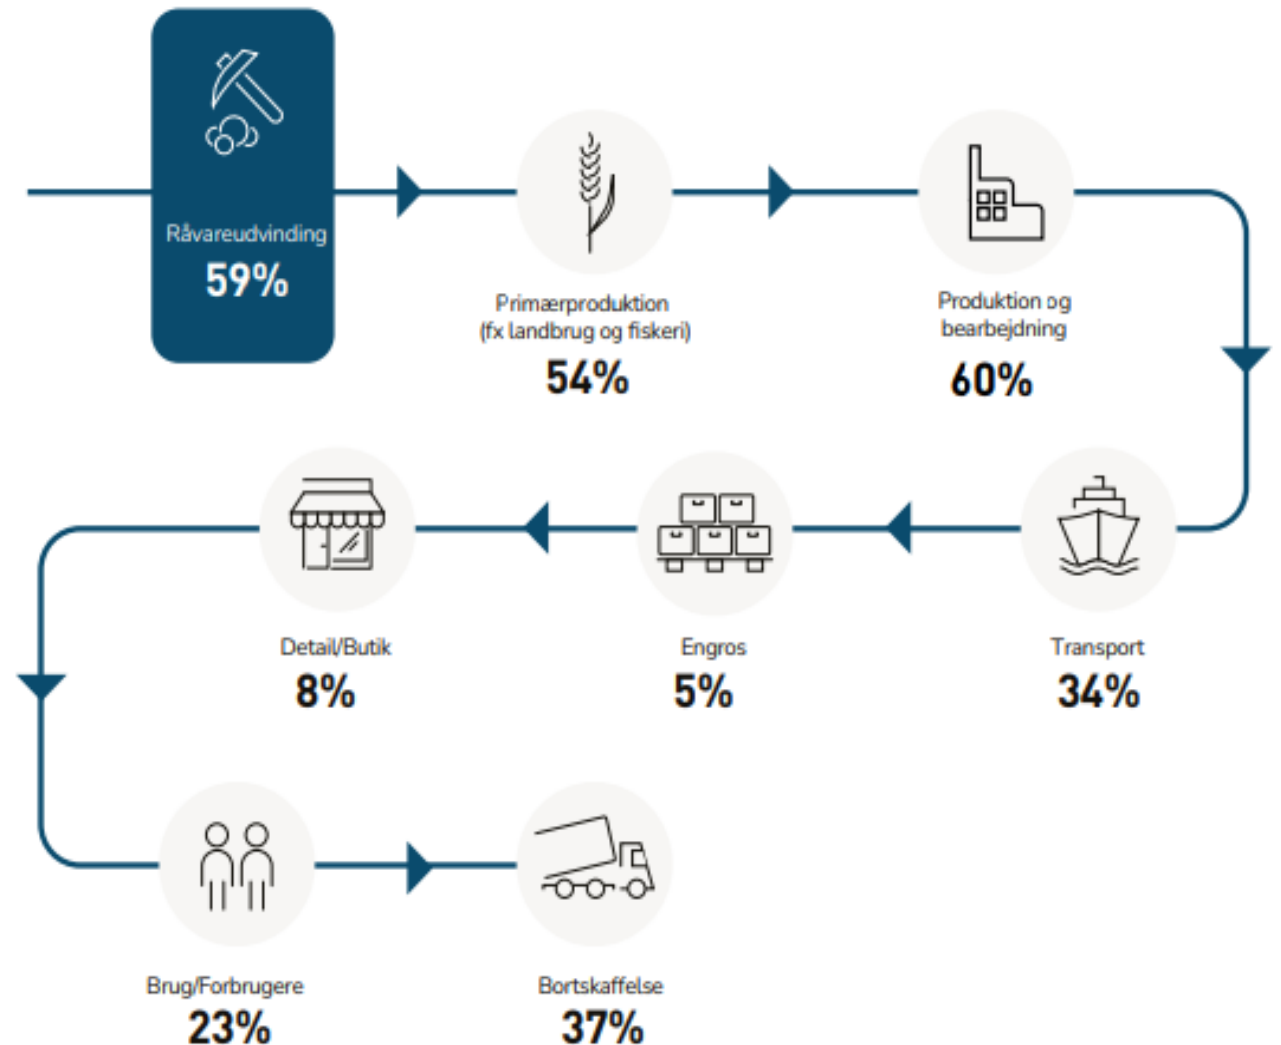 Råvareudvinding
59%
Primærproduktion
(fx landbrug og fiskeri)
54%
Produktion og
bearbejdning
60%
Detail/Butik
8%
Engros
5%
Transport
34%
Brug/Forbrugere
23%
Bortskaffelse
37%